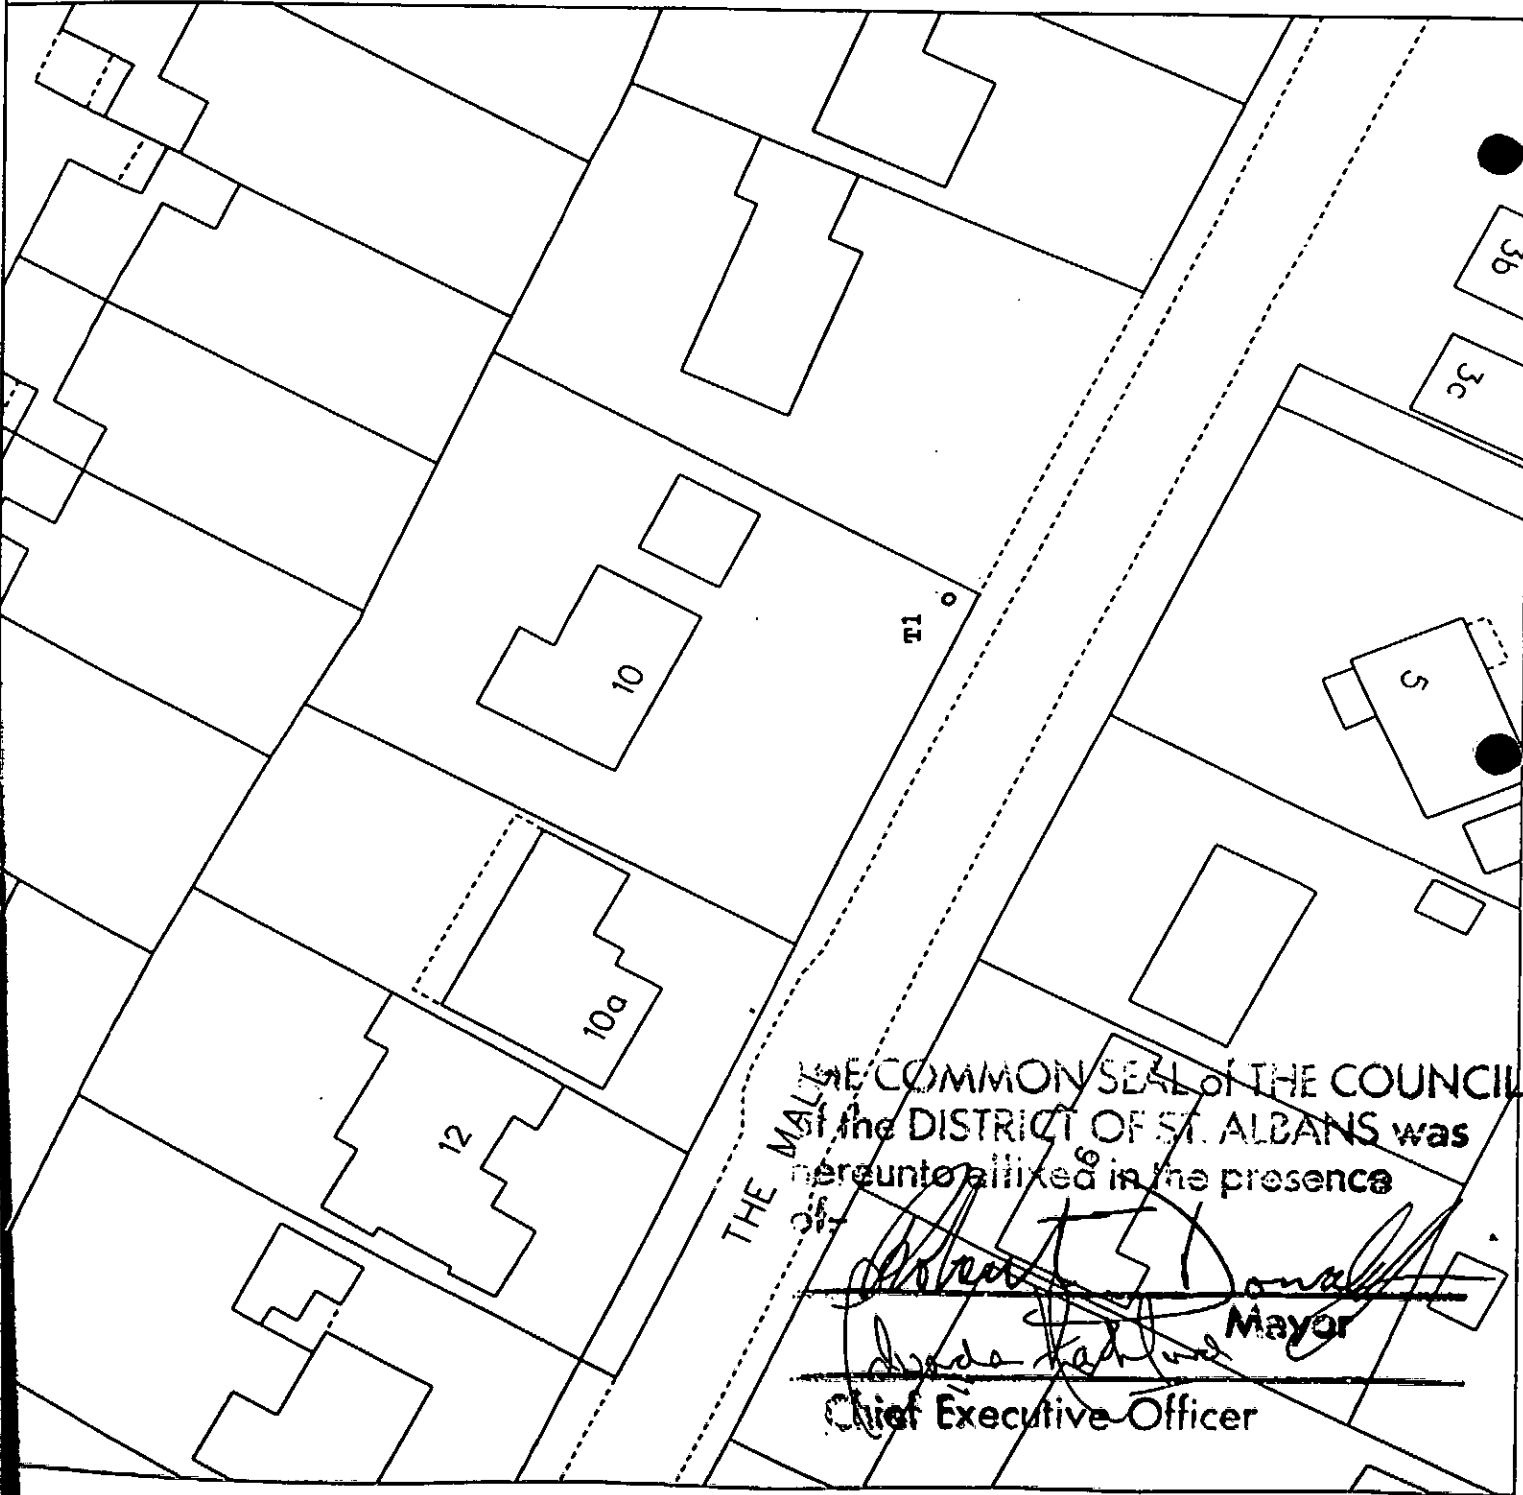 3b
3c
T1
5
10
10a
12
THE MALL
9
THE COMMON SEAL of THE COUNCIL
of the DISTRICT OF ST. ALBANS was
hereunto affixed in the presence
of:-
Mayor
Chief Executive Officer